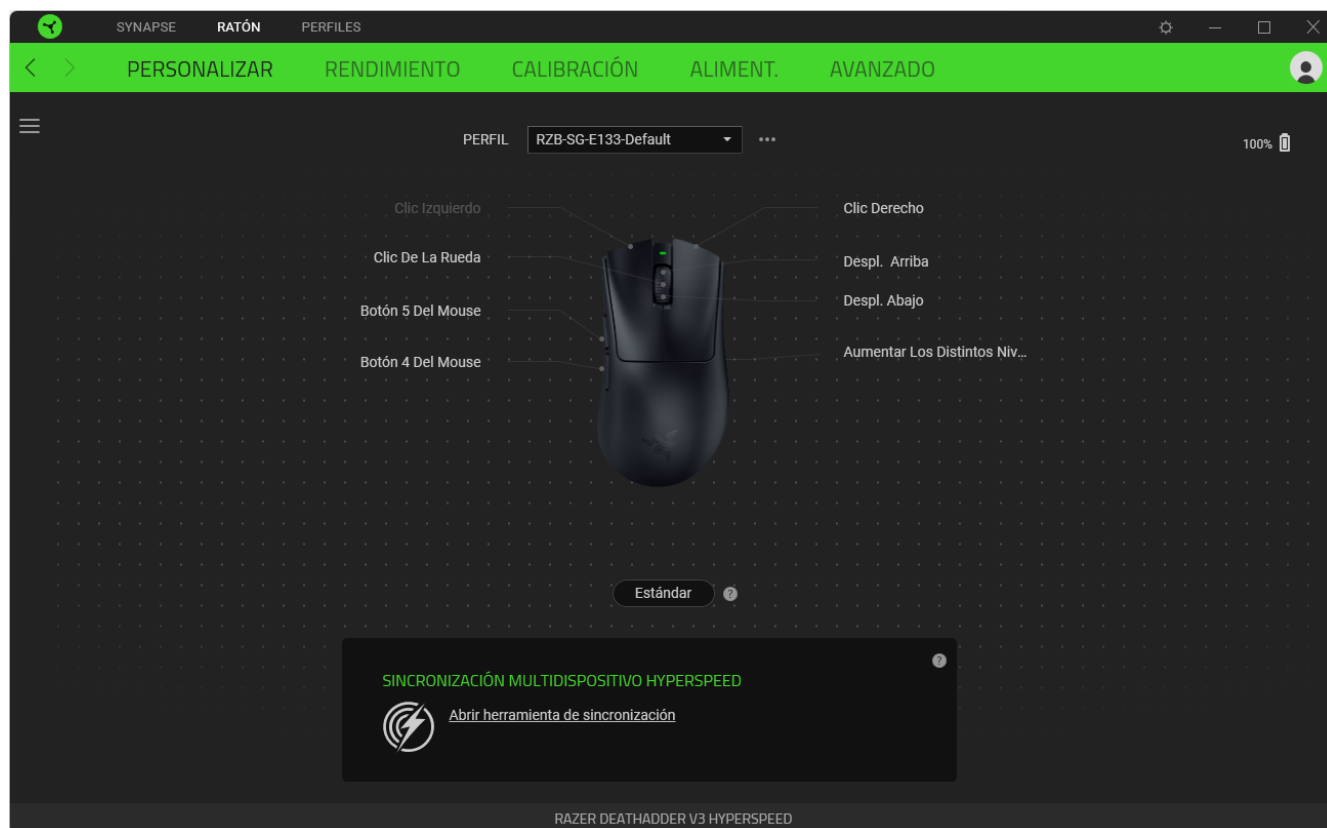 SYNAPSE RATÓN PERFILES
PERSONALIZAR RENDIMIENTO CALIBRACIÓN ALIMENT. AVANZADO
PERFIL RZB-SG-E133-Default
100%
Clic Izquierdo
Clic Derecho
Clic De La Rueda
Despl. Arriba
Despl. Abajo
Botón 5 Del Mouse
Aumentar Los Distintos Niv...
Botón 4 Del Mouse
Estándar ?
?
SINCRONIZACIÓN MULTIDISPOSITIVO HYPERSPEED
Abrir herramienta de sincronización
RAZER DEATHADDER V3 HYPERSPEED